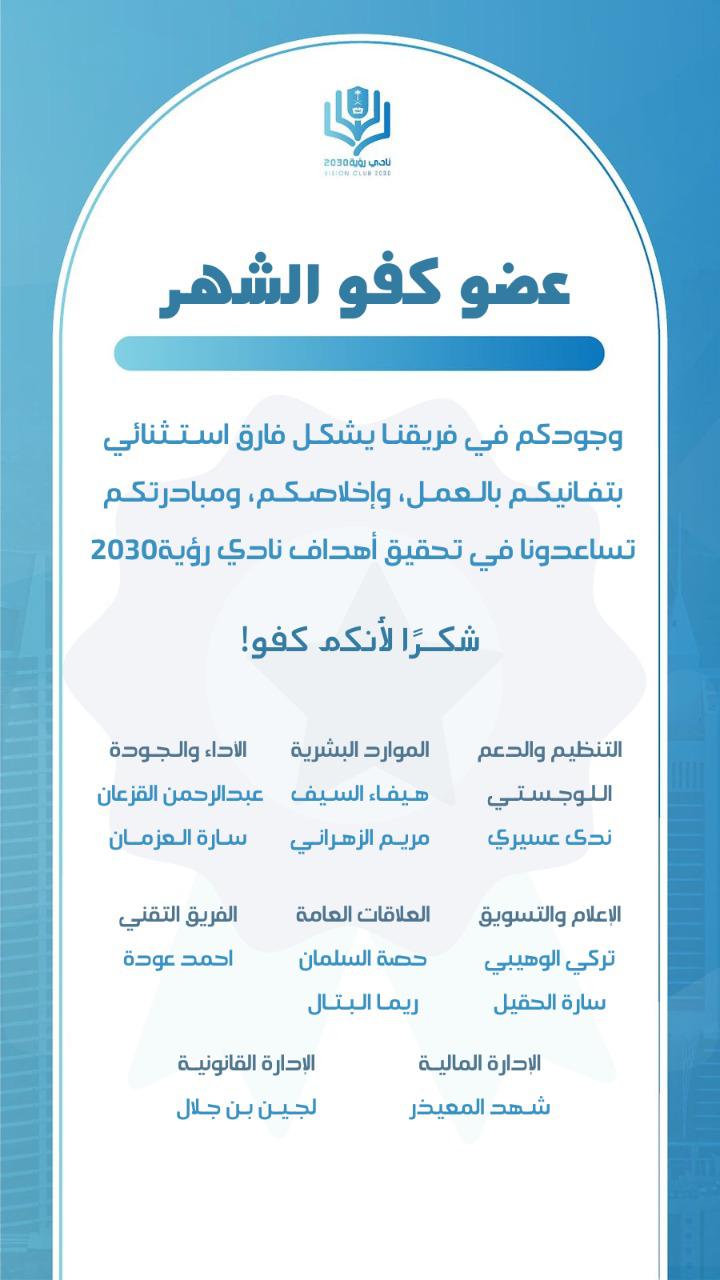 نادي رؤية2030
VISION CLUB 2030
عضو كفو الشهر
وجودكم في فريقنا يشكل فارق استثنائي
بتفانيكم بالعمل، وإخلاصكم، ومبادرتكم
تساعدونا في تحقيق أهداف نادي رؤية2030
شكرًا لأنكم كفو!
التنظيم والدعم
اللوجستي
ندى عسيري
الموارد البشرية
هيفاء السيف
مريم الزهراني
الأداء والجودة
عبدالرحمن القزعان
سارة العزمان
الإعلام والتسويق
تركي الوهيبي
سارة الحقيل
العلاقات العامة
حصة السلمان
ريما البتال
الفريق التقني
احمد عودة
الإدارة المالية
شهد المعيذر
الإدارة القانونية
لجين بن جلال